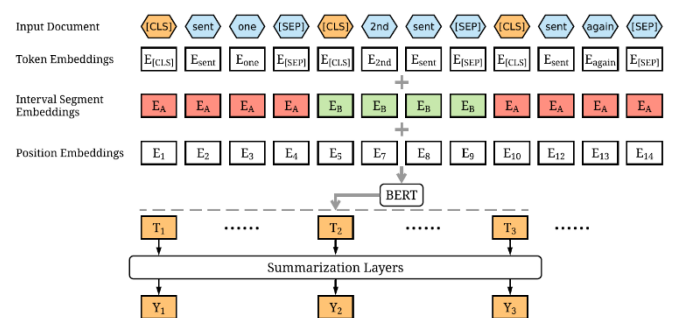 Input Document [CLS] sent one [SEP] [CLS] 2nd sent [SEP] [CLS] sent again [SEP]
Token Embeddings E[CLS] Esent Eone E[SEP] E[CLS] E2nd Esent E[SEP] E[CLS] Esent Eagain E[SEP]
+
Interval Segment
Embeddings EA EA EA EA EB EB EB EB EA EA EA EA
+
Position Embeddings E1 E2 E3 E4 E5 E7 E8 E9 E10 E12 E13 E14
BERT
T1 ...... T2 ...... T3 ......
Summarization Layers
Y1 Y2 Y3